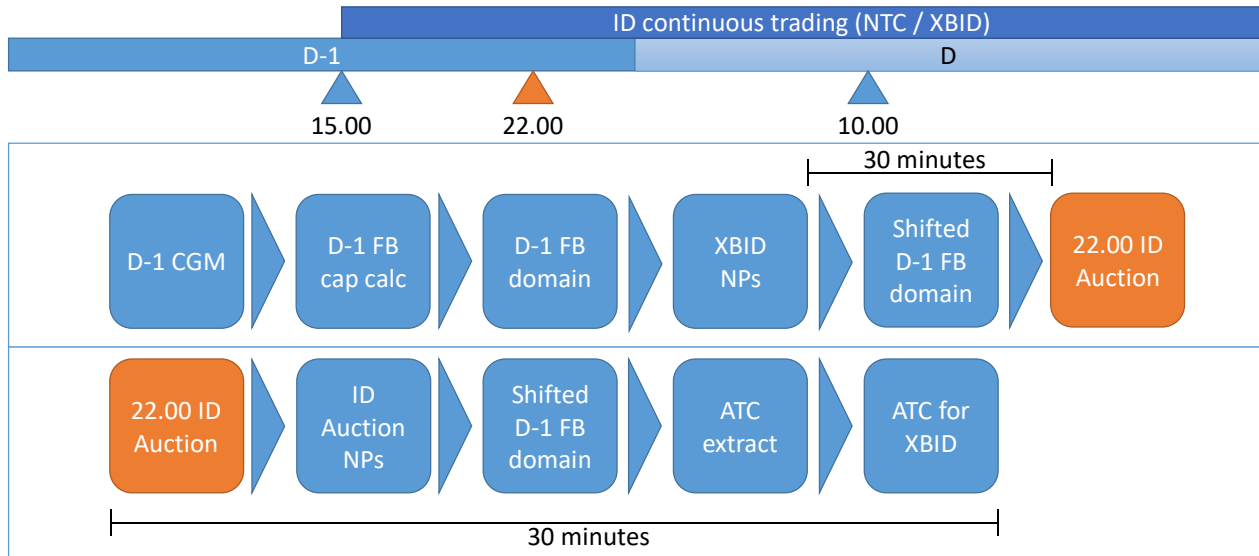 ID continuous trading (NTC / XBID)
D-1
D
15.00
22.00
10.00
30 minutes
D-1 CGM
D-1 FB
cap calc
D-1 FB
domain
XBID
NPs
Shifted
D-1 FB
domain
22.00 ID
Auction
22.00 ID
Auction
ID
Auction
NPs
Shifted
D-1 FB
domain
ATC
extract
ATC for
XBID
30 minutes